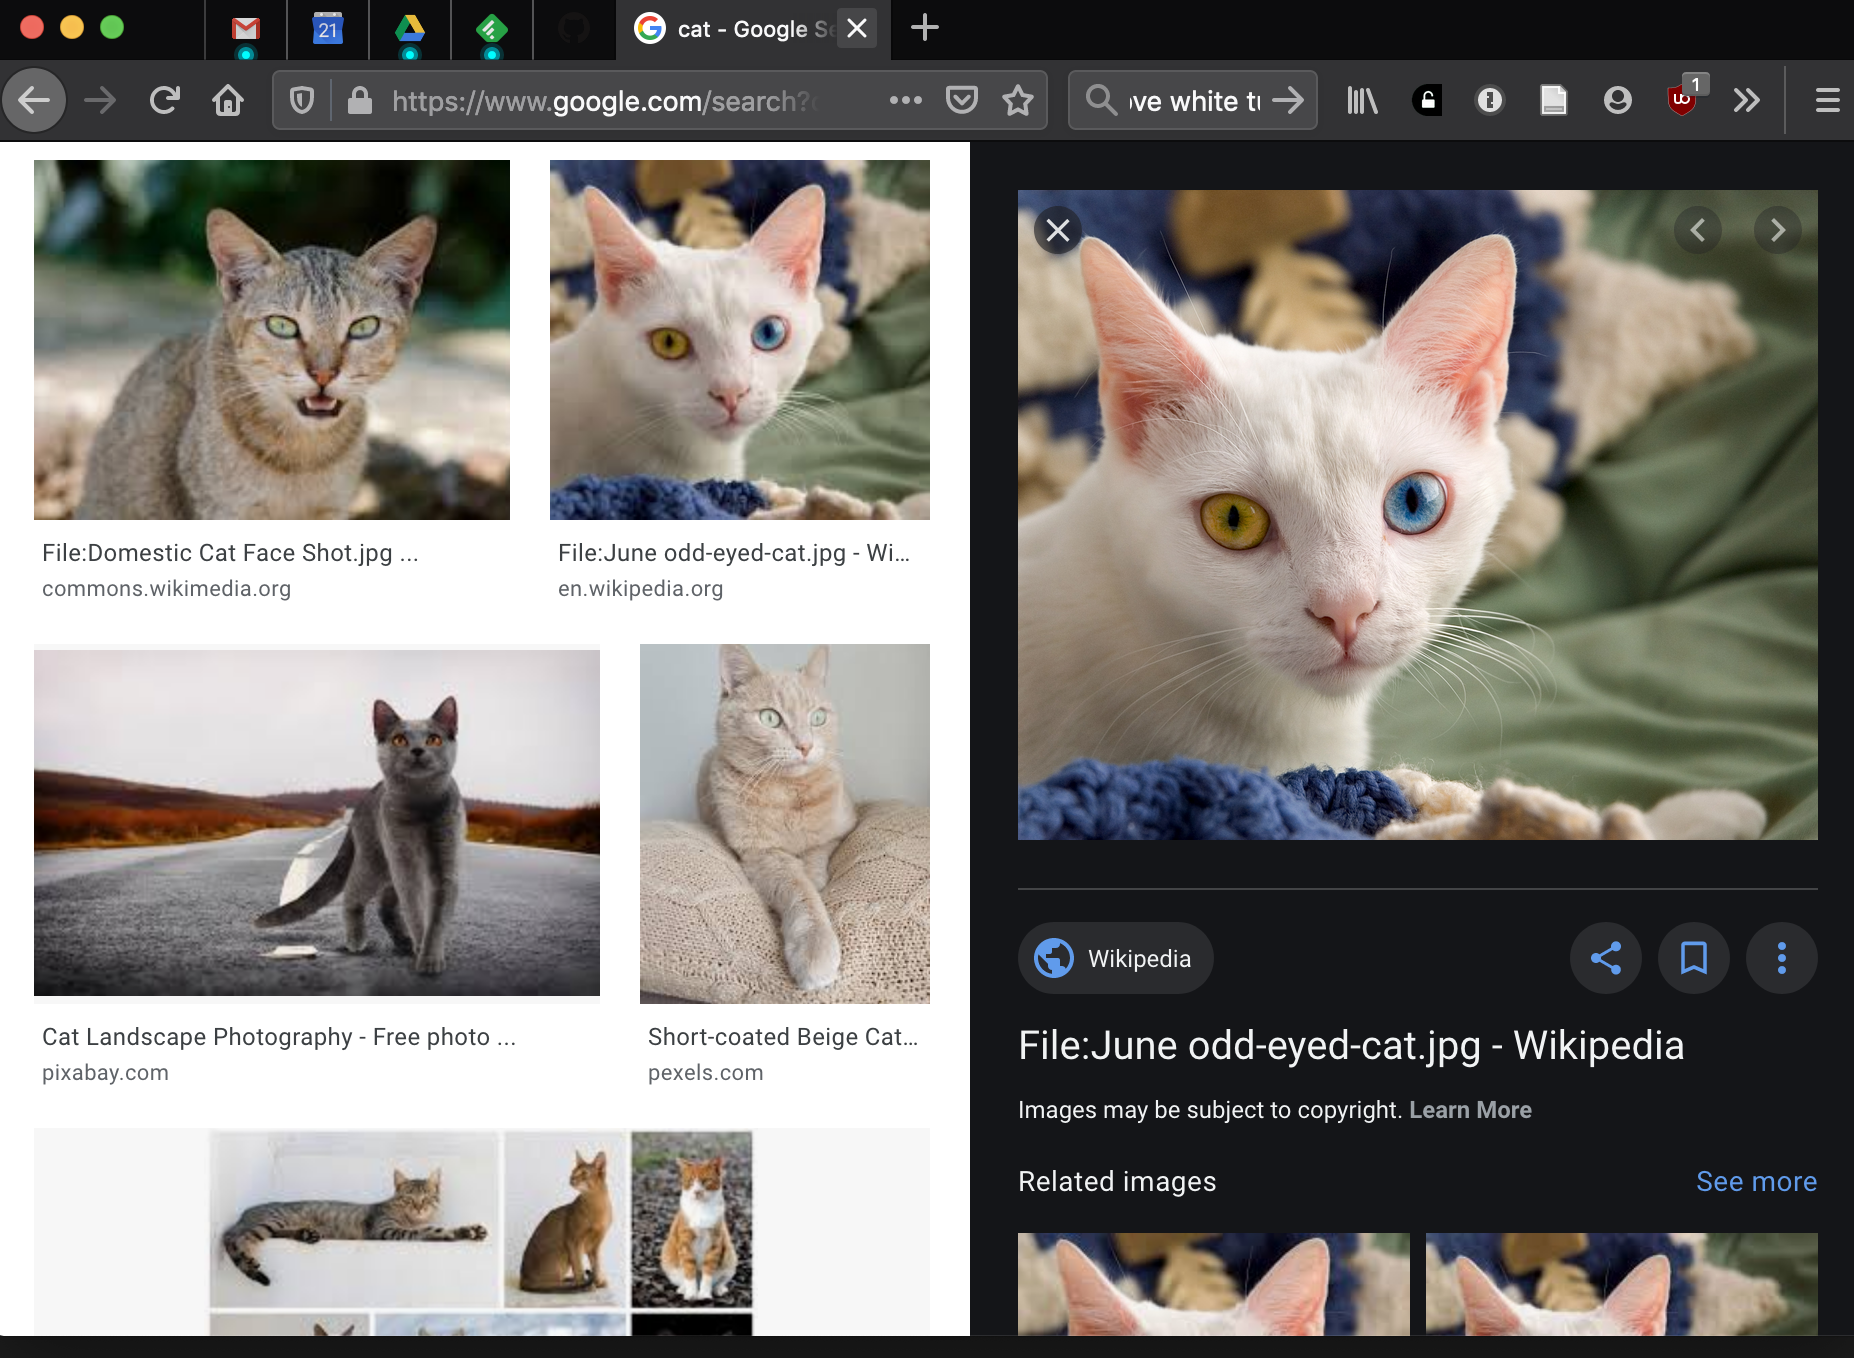 21
cat - Google Se
https://www.google.com/search?
ove white tu
1
File:Domestic Cat Face Shot.jpg ...
commons.wikimedia.org
File:June odd-eyed-cat.jpg - Wi...
en.wikipedia.org
Cat Landscape Photography - Free photo ...
pixabay.com
Short-coated Beige Cat...
pexels.com
Wikipedia
File:June odd-eyed-cat.jpg - Wikipedia
Images may be subject to copyright. Learn More
Related images
See more